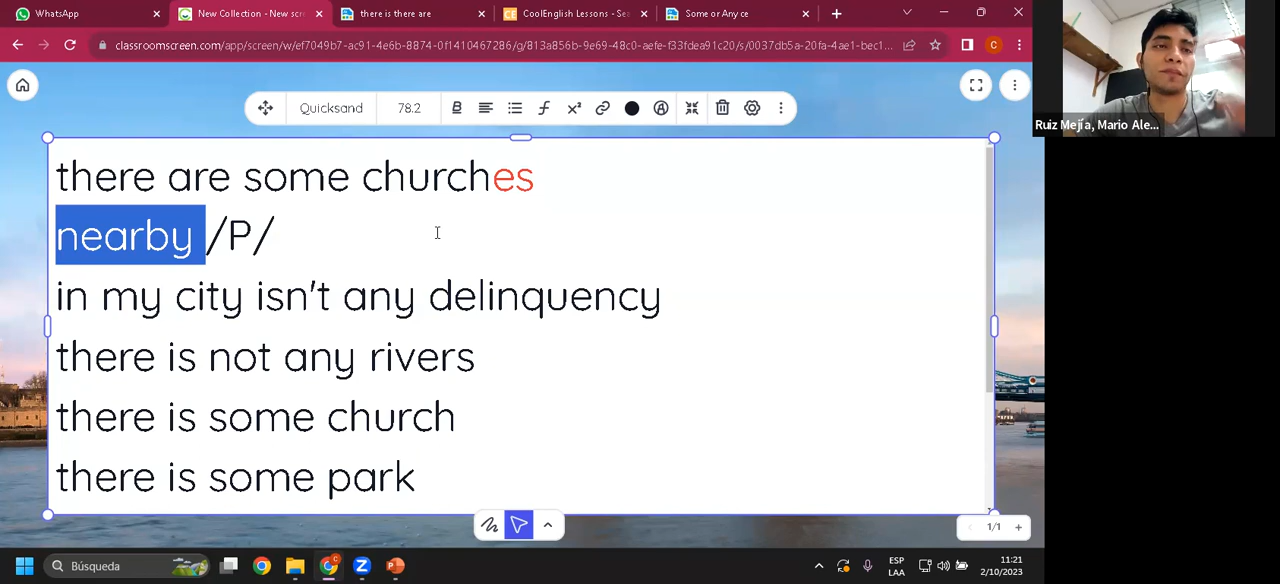 WhatsApp
New Collection - New scr
there is there are
CoolEnglish Lessons - Se
Some or Any ce
classroomscreen.com/app/screen/w/ef7049b7-ac91-4e6b-8874-0f1410467286/g/813a856b-9e69-48c0-aefe-f33fdea91c20/s/0037db5a-20fa-4ae1-bec1...
C
Ruiz Mejía, Mario Ale...
Quicksand
78.2
there are some churches
nearby /P/
in my city isn't any delinquency
there is not any rivers
there is some church
there is some park
1/1
Búsqueda
ESP
LAA
11:21
2/10/2023